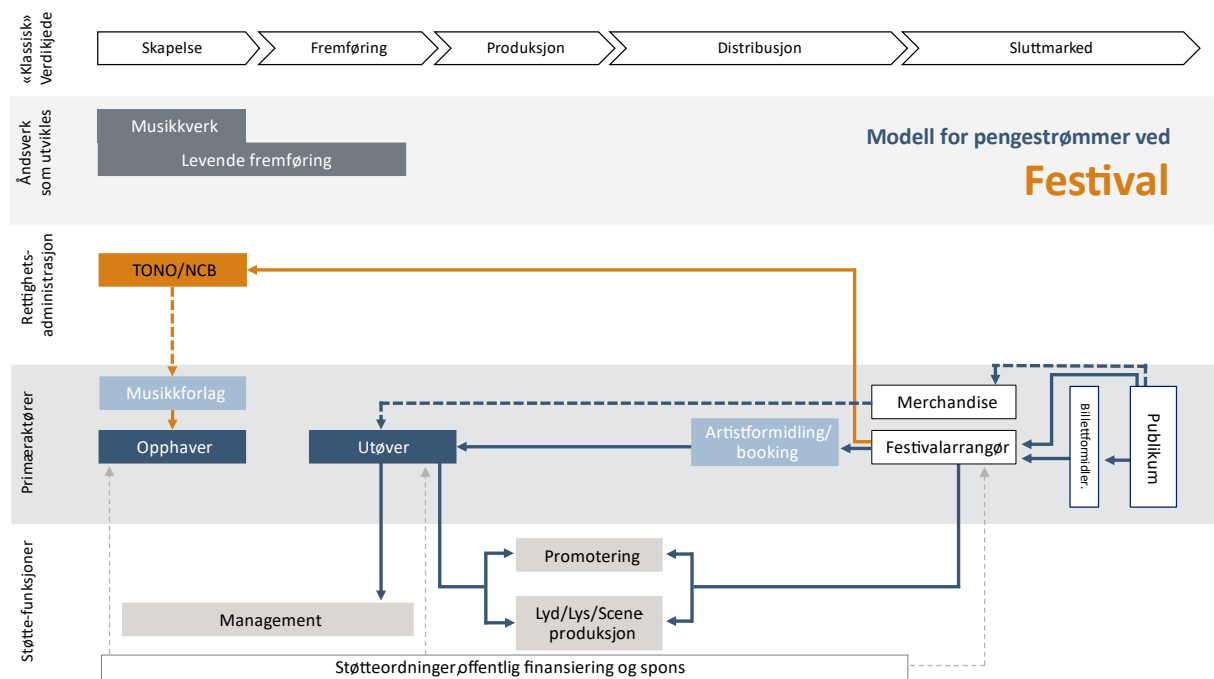 «Klassisk»
Verdikjede
Skapelse
Fremføring
Produksjon
Distribusjon
Sluttmarked
Åndsverk
som utvikles
Musikkverk
Levende fremføring
Modell for pengestrømmer ved
Festival
Rettighets-
administrasjon
TONO/NCB
Primæraktører
Musikkforlag
Opphaver
Utøver
Artistformidling/
booking
Merchandise
Festivalarrangør
Billettformidler.
Publikum
Støtte-funksjoner
Promotering
Management
Lyd/Lys/Scene
produksjon
Støtteordninger,offentlig finansiering og spons